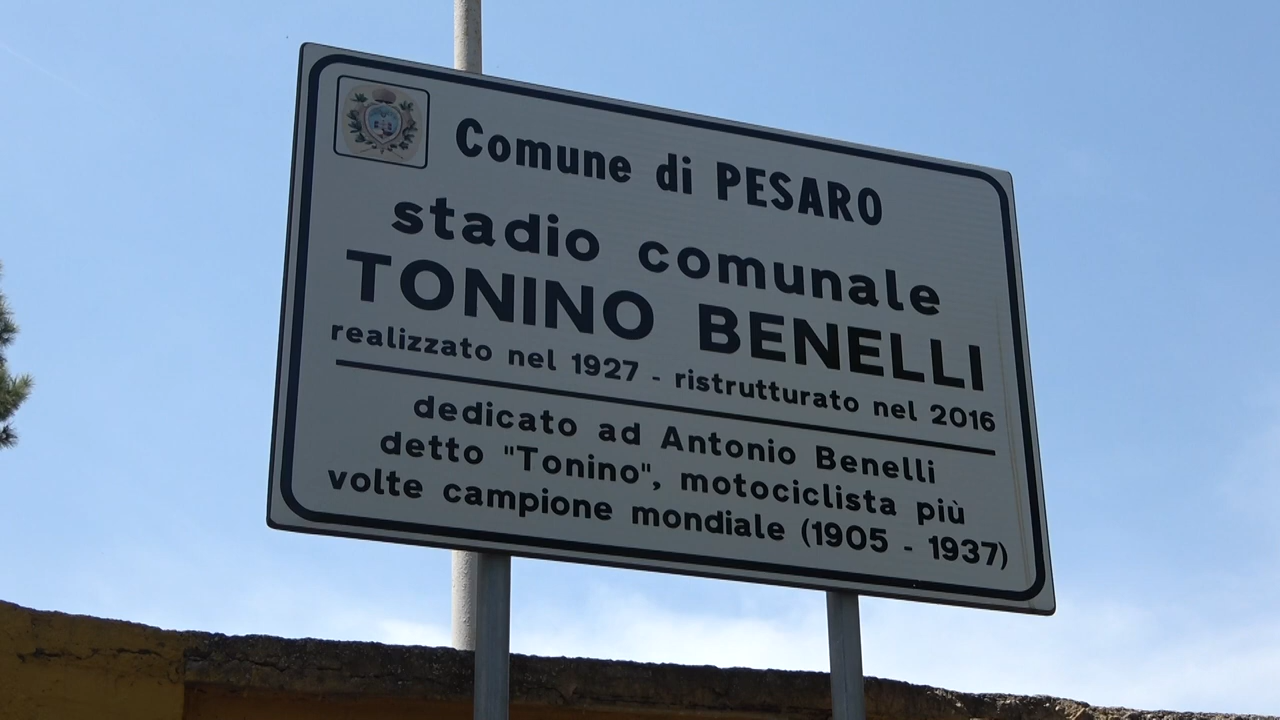 Comune di PESARO
stadio comunale
TONINO BENELLI
realizzato nel 1927 - ristrutturato nel 2016
dedicato ad Antonio Benelli
detto "Tonino", motociclista più
volte campione mondiale (1905 - 1937)